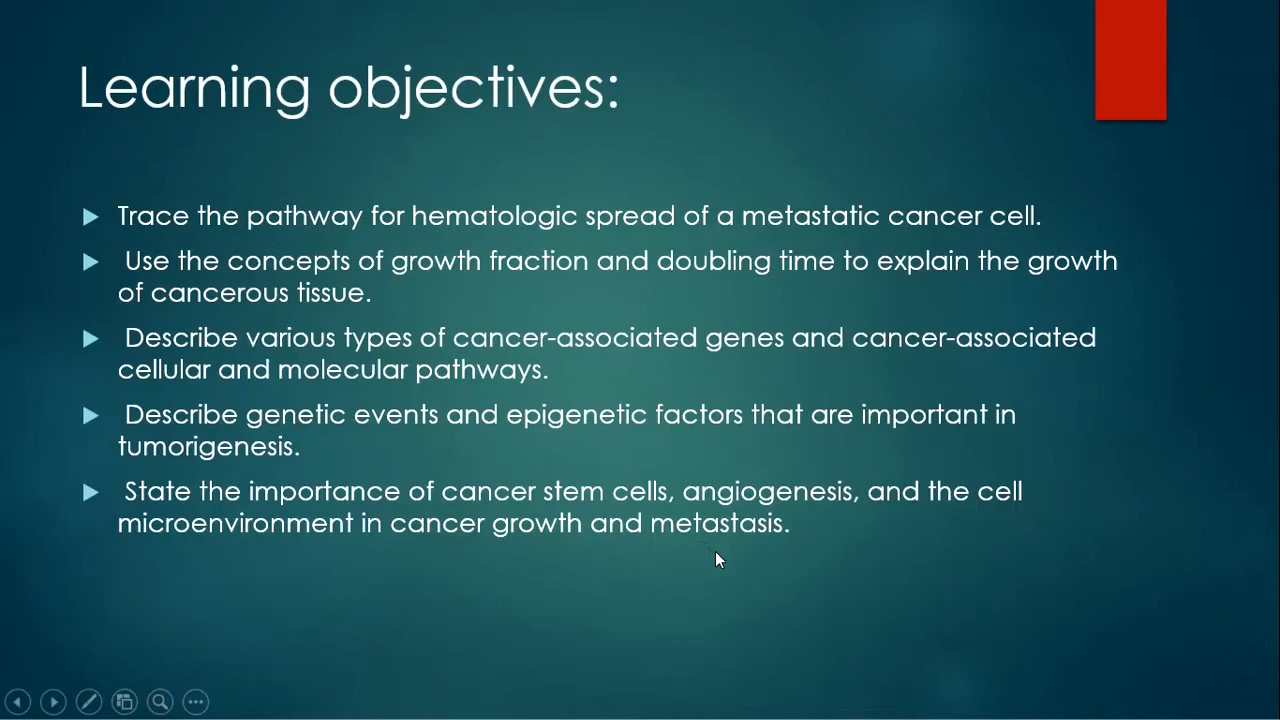 Learning objectives:
Trace the pathway for hematologic spread of a metastatic cancer cell.
Use the concepts of growth fraction and doubling time to explain the growth
of cancerous tissue.
Describe various types of cancer-associated genes and cancer-associated
cellular and molecular pathways.
Describe genetic events and epigenetic factors that are important in
tumorigenesis.
State the importance of cancer stem cells, angiogenesis, and the cell
microenvironment in cancer growth and metastasis.